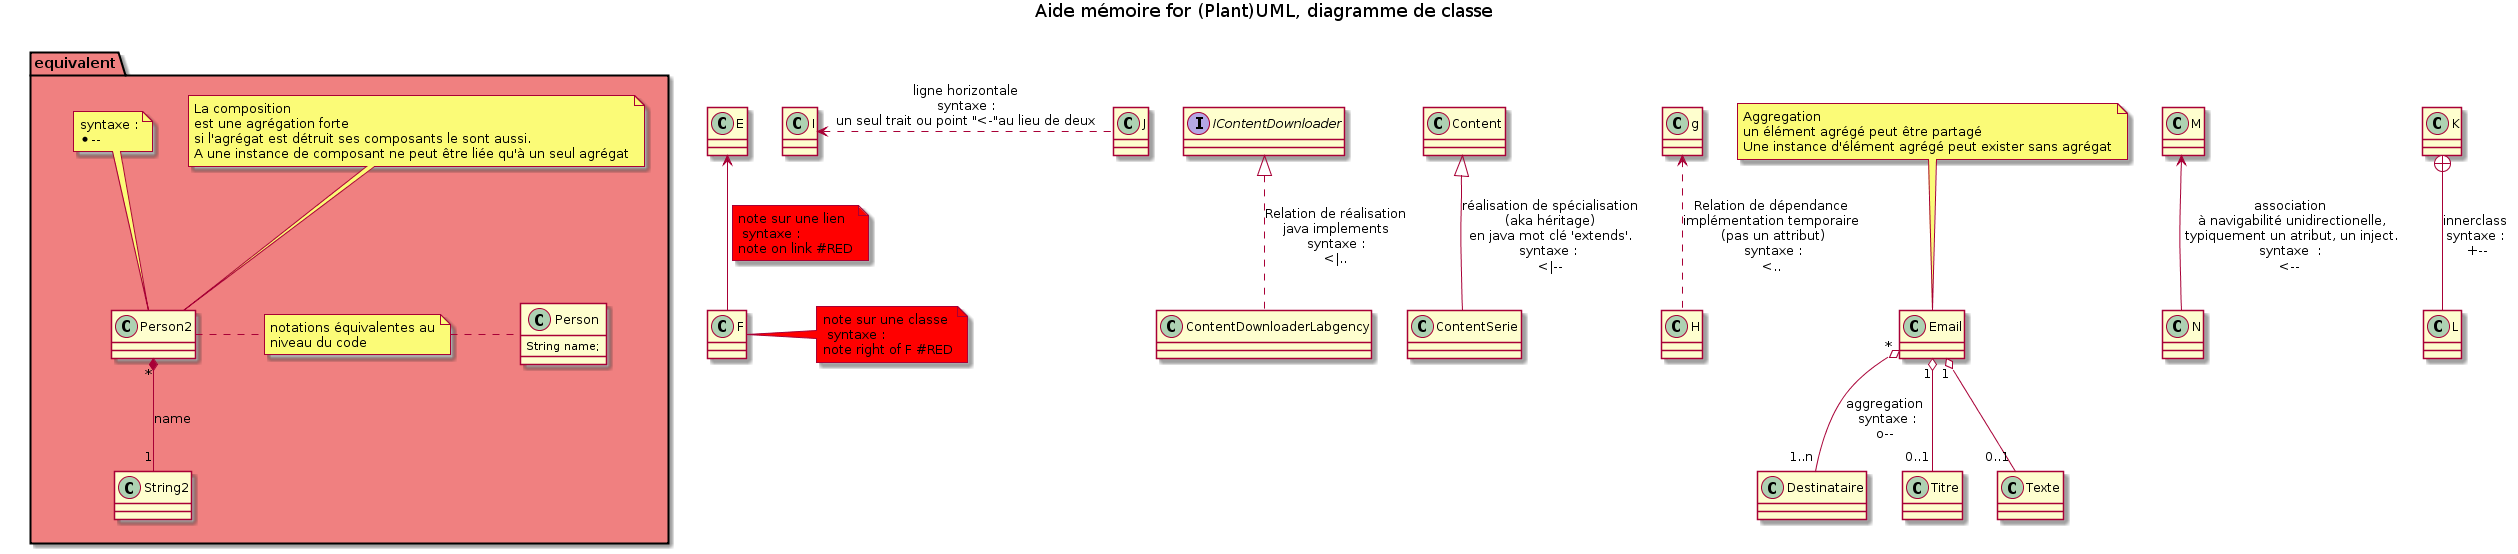 Aide mémoire for (Plant)UML, diagramme de classe
equivalent
syntaxe :
*--
La composition
est une agrégation forte
si l'agrégat est détruit ses composants le sont aussi.
A une instance de composant ne peut être liée qu'à un seul agrégat
C Person2
notations équivalentes au
niveau du code
C Person
String name;
*
name
1
C String2
C E
note sur une lien
syntaxe :
note on link #RED
C F
note sur une classe
syntaxe :
note right of F #RED
C I
ligne horizontale
syntaxe :
un seul trait ou point "<-"au lieu de deux
C J
I IContentDownloader
Relation de réalisation
java implements
syntaxe :
<|..
C ContentDownloaderLabgency
C Content
réalisation de spécialisation
(aka héritage)
en java mot clé 'extends'.
syntaxe :
<|--
C ContentSerie
C g
Relation de dépendance
implémentation temporaire
(pas un attribut)
syntaxe :
<..
C H
Aggregation
un élément agrégé peut être partagé
Une instance d'élément agrégé peut exister sans agrégat
C Email
*
1
1
aggregation
syntaxe :
o--
1..n
0..1
0..1
C Destinataire
C Titre
C Texte
C M
association
à navigabilité unidirectionelle,
typiquement un atribut, un inject.
syntaxe  :
<--
C N
C K
innerclass
syntaxe :
+--
C L